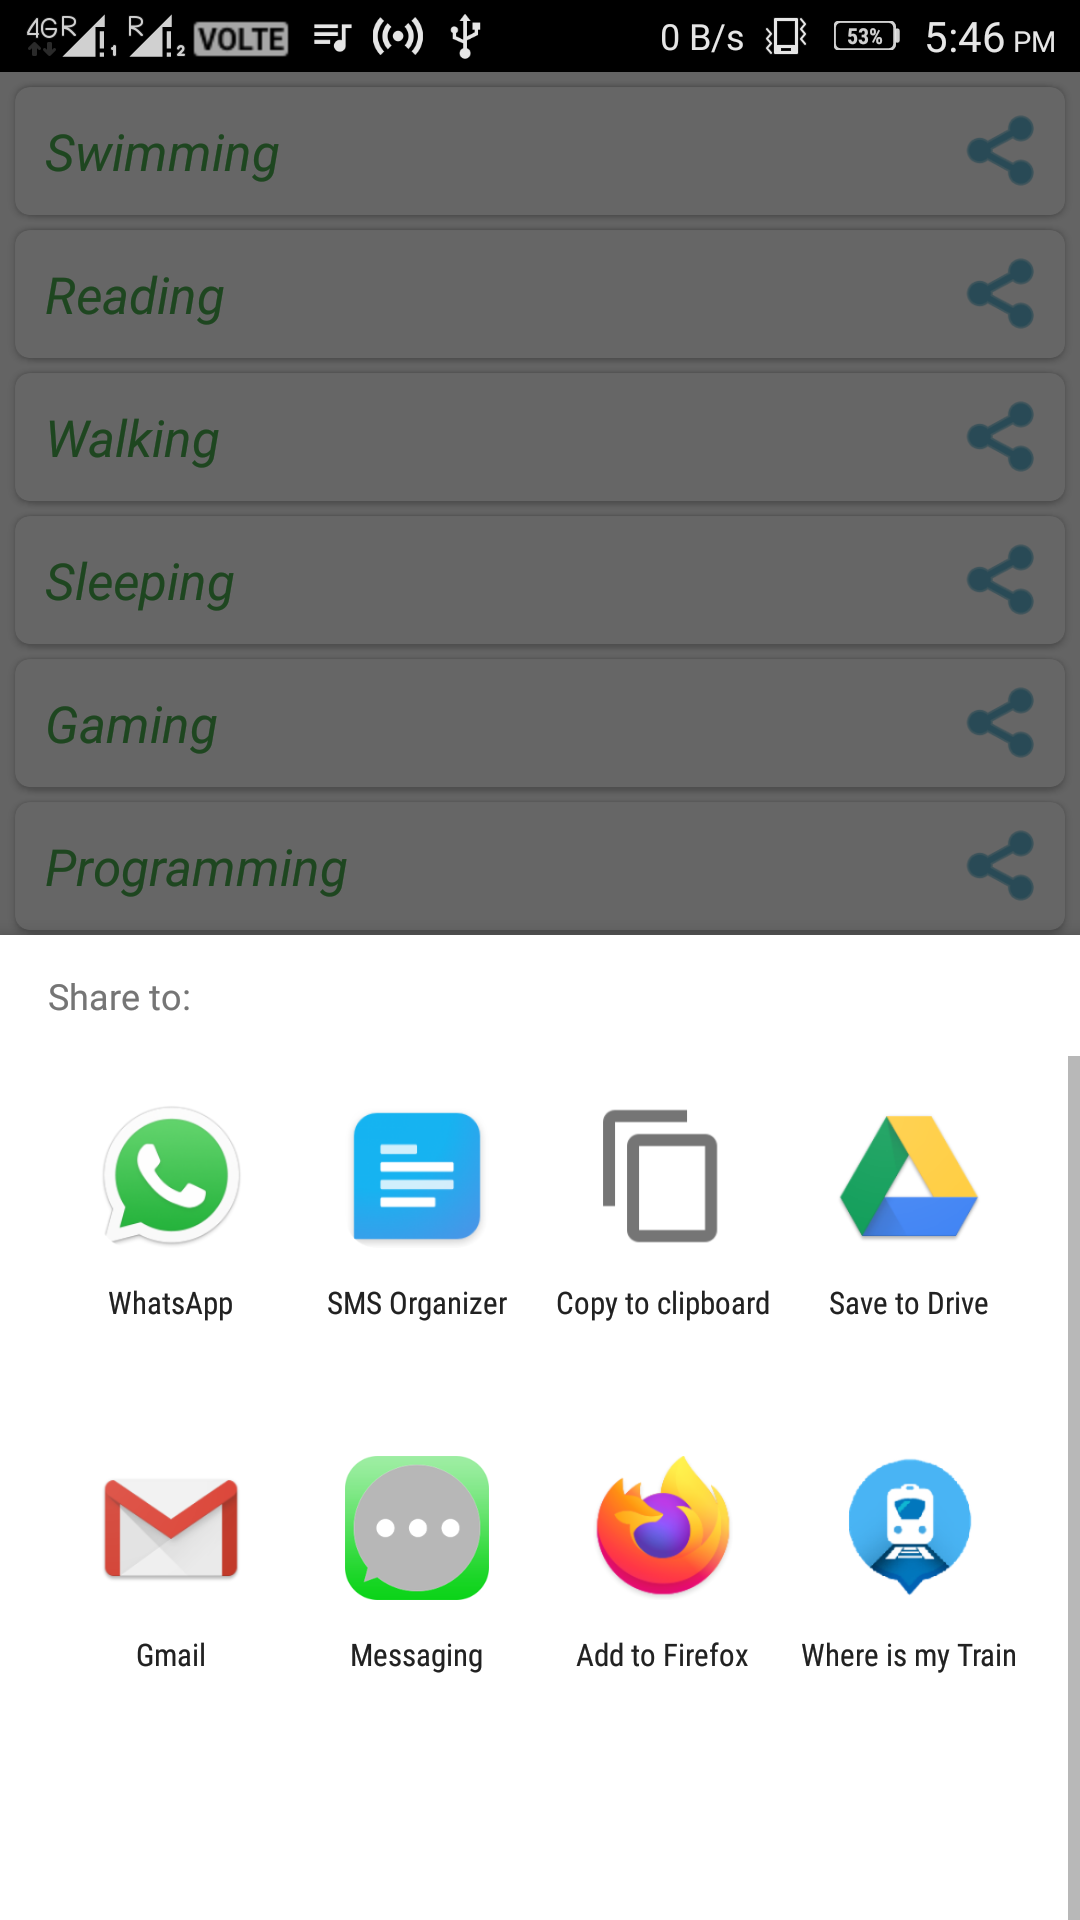 4G R 1 R 2 VOLTE 0 B/s 53% 5:46 PM
Swimming
Reading
Walking
Sleeping
Gaming
Programming
Share to:
WhatsApp SMS Organizer Copy to clipboard Save to Drive
Gmail Messaging Add to Firefox Where is my Train